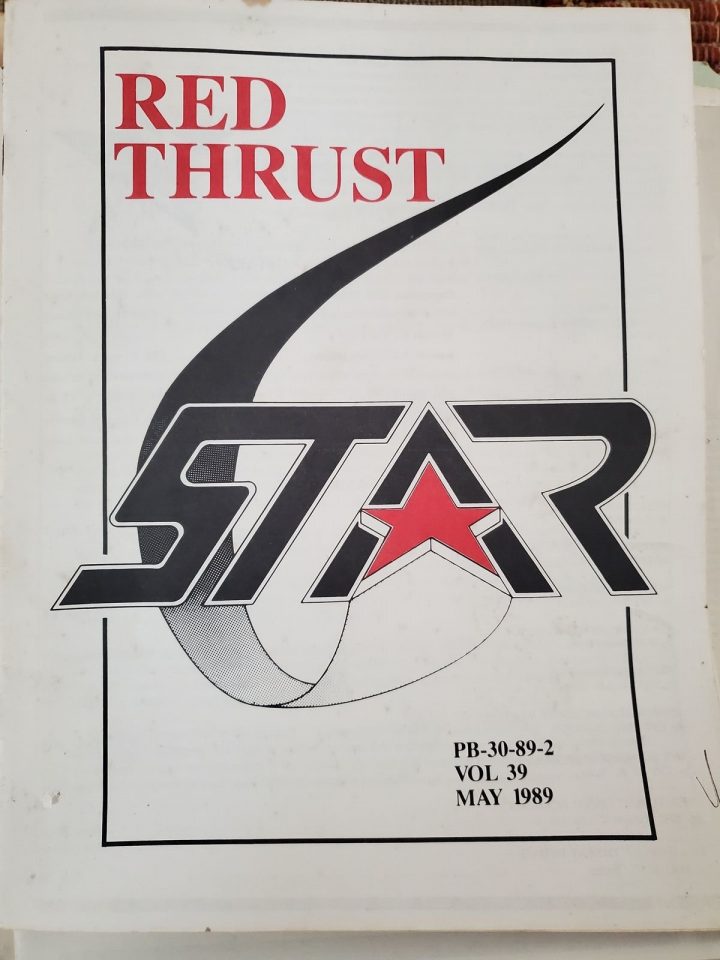 RED
THRUST
STAR
PB-30-89-2
VOL 39
MAY 1989